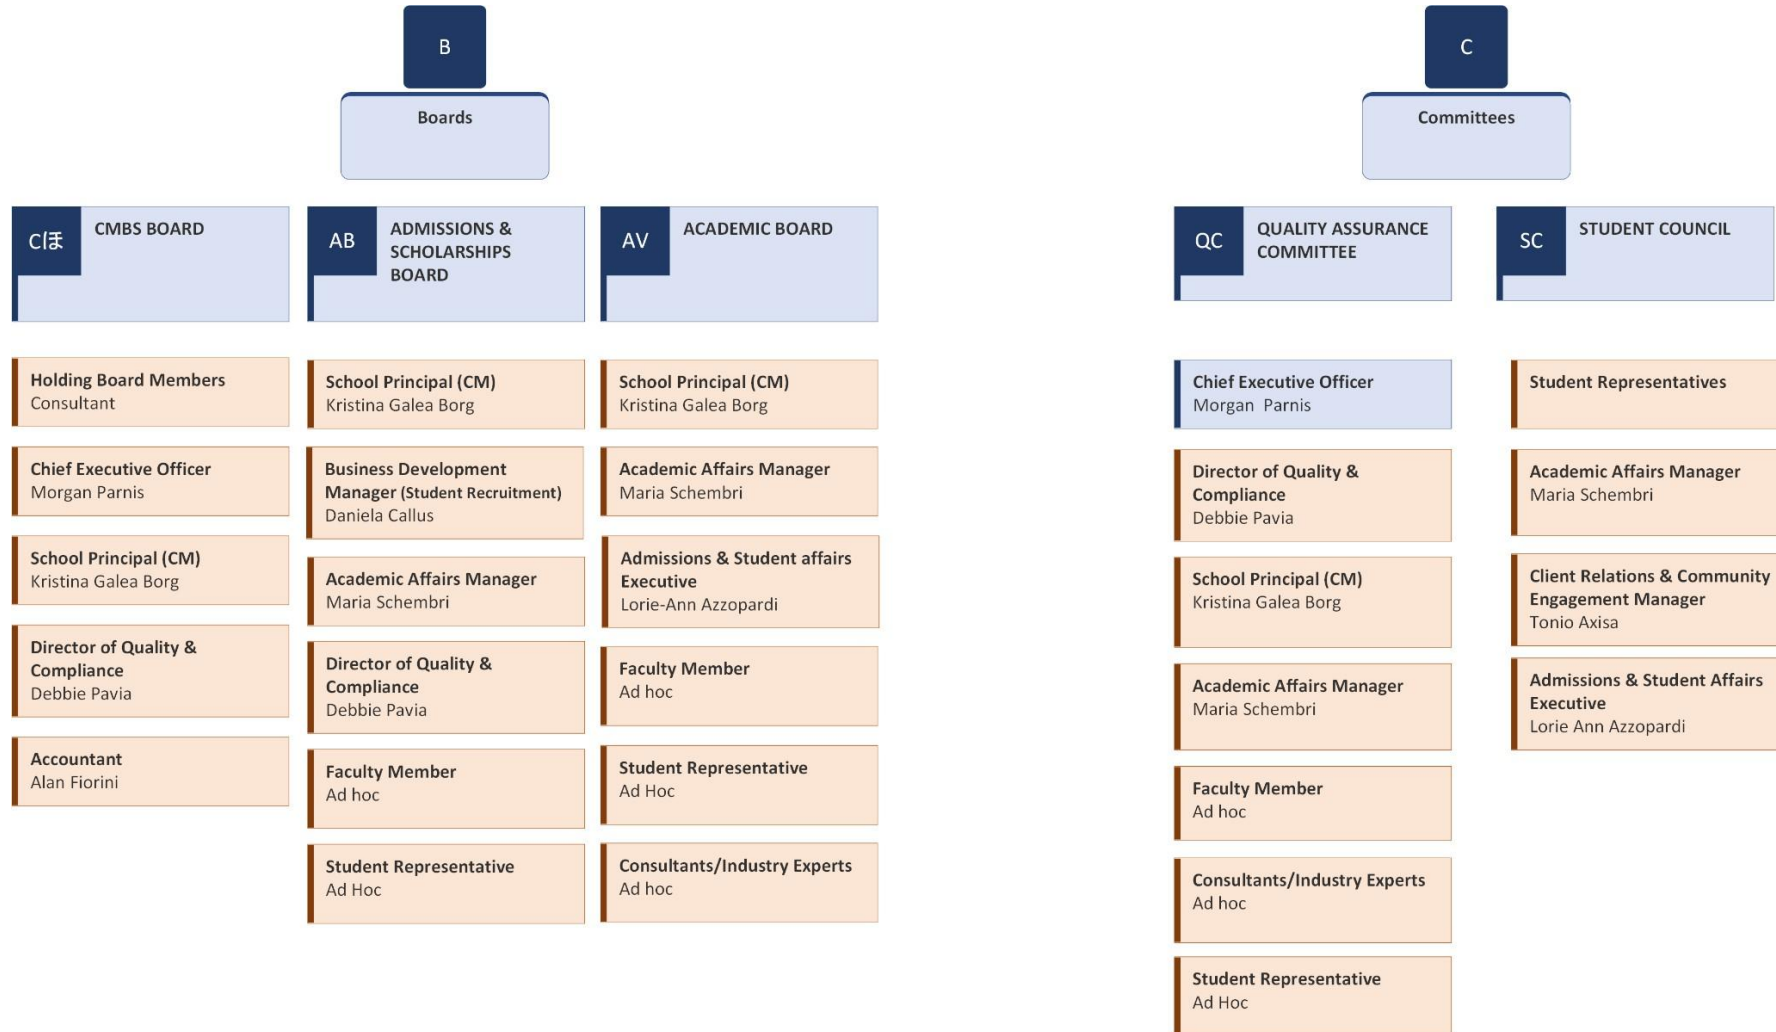 B
Boards
CMBS BOARD
Holding Board Members
Consultant
Chief Executive Officer
Morgan Parnis
School Principal (CM)
Kristina Galea Borg
Director of Quality &
Compliance
Debbie Pavia
Accountant
Alan Fiorini
AB
ADMISSIONS &
SCHOLARSHIPS
BOARD
School Principal (CM)
Kristina Galea Borg
Business Development
Manager (Student Recruitment)
Daniela Callus
Academic Affairs Manager
Maria Schembri
Director of Quality &
Compliance
Debbie Pavia
Faculty Member
Ad hoc
Student Representative
Ad Hoc
AV
ACADEMIC BOARD
School Principal (CM)
Kristina Galea Borg
Academic Affairs Manager
Maria Schembri
Admissions & Student affairs
Executive
Lorie-Ann Azzopardi
Faculty Member
Ad hoc
Student Representative
Ad Hoc
Consultants/Industry Experts
Ad hoc
C
Committees
QC
QUALITY ASSURANCE
COMMITTEE
Chief Executive Officer
Morgan  Parnis
Director of Quality &
Compliance
Debbie Pavia
School Principal (CM)
Kristina Galea Borg
Academic Affairs Manager
Maria Schembri
Faculty Member
Ad hoc
Consultants/Industry Experts
Ad hoc
Student Representative
Ad Hoc
SC
STUDENT COUNCIL
Student Representatives
Academic Affairs Manager
Maria Schembri
Client Relations & Community
Engagement Manager
Tonio Axisa
Admissions & Student Affairs
Executive
Lorie Ann Azzopardi